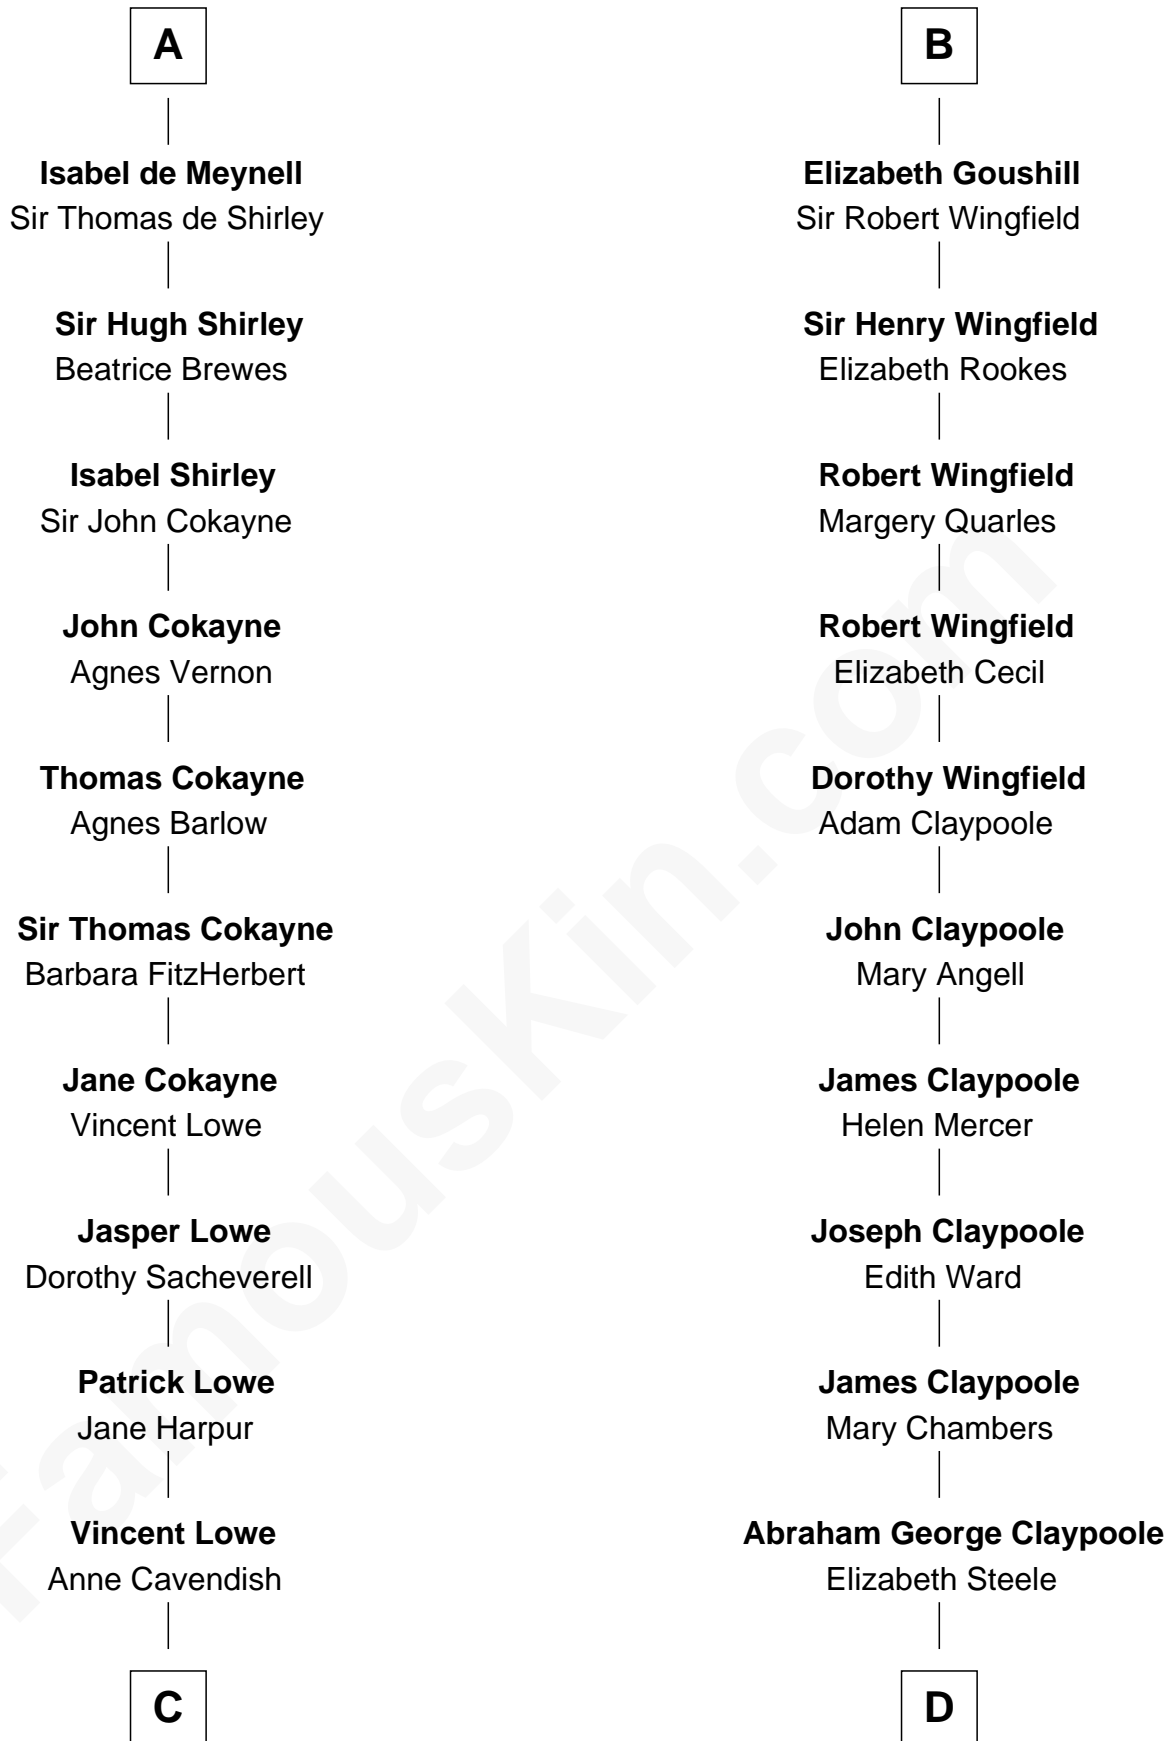 A
Isabel de Meynell
Sir Thomas de Shirley
Sir Hugh Shirley
Beatrice Brewes
Isabel Shirley
Sir John Cokayne
John Cokayne
Agnes Vernon
Thomas Cokayne
Agnes Barlow
Sir Thomas Cokayne
Barbara FitzHerbert
Jane Cokayne
Vincent Lowe
Jasper Lowe
Dorothy Sacheverell
Patrick Lowe
Jane Harpur
Vincent Lowe
Anne Cavendish
C
B
Elizabeth Goushill
Sir Robert Wingfield
Sir Henry Wingfield
Elizabeth Rookes
Robert Wingfield
Margery Quarles
Robert Wingfield
Elizabeth Cecil
Dorothy Wingfield
Adam Claypoole
John Claypoole
Mary Angell
James Claypoole
Helen Mercer
Joseph Claypoole
Edith Ward
James Claypoole
Mary Chambers
Abraham George Claypoole
Elizabeth Steele
D
FamousKin.com